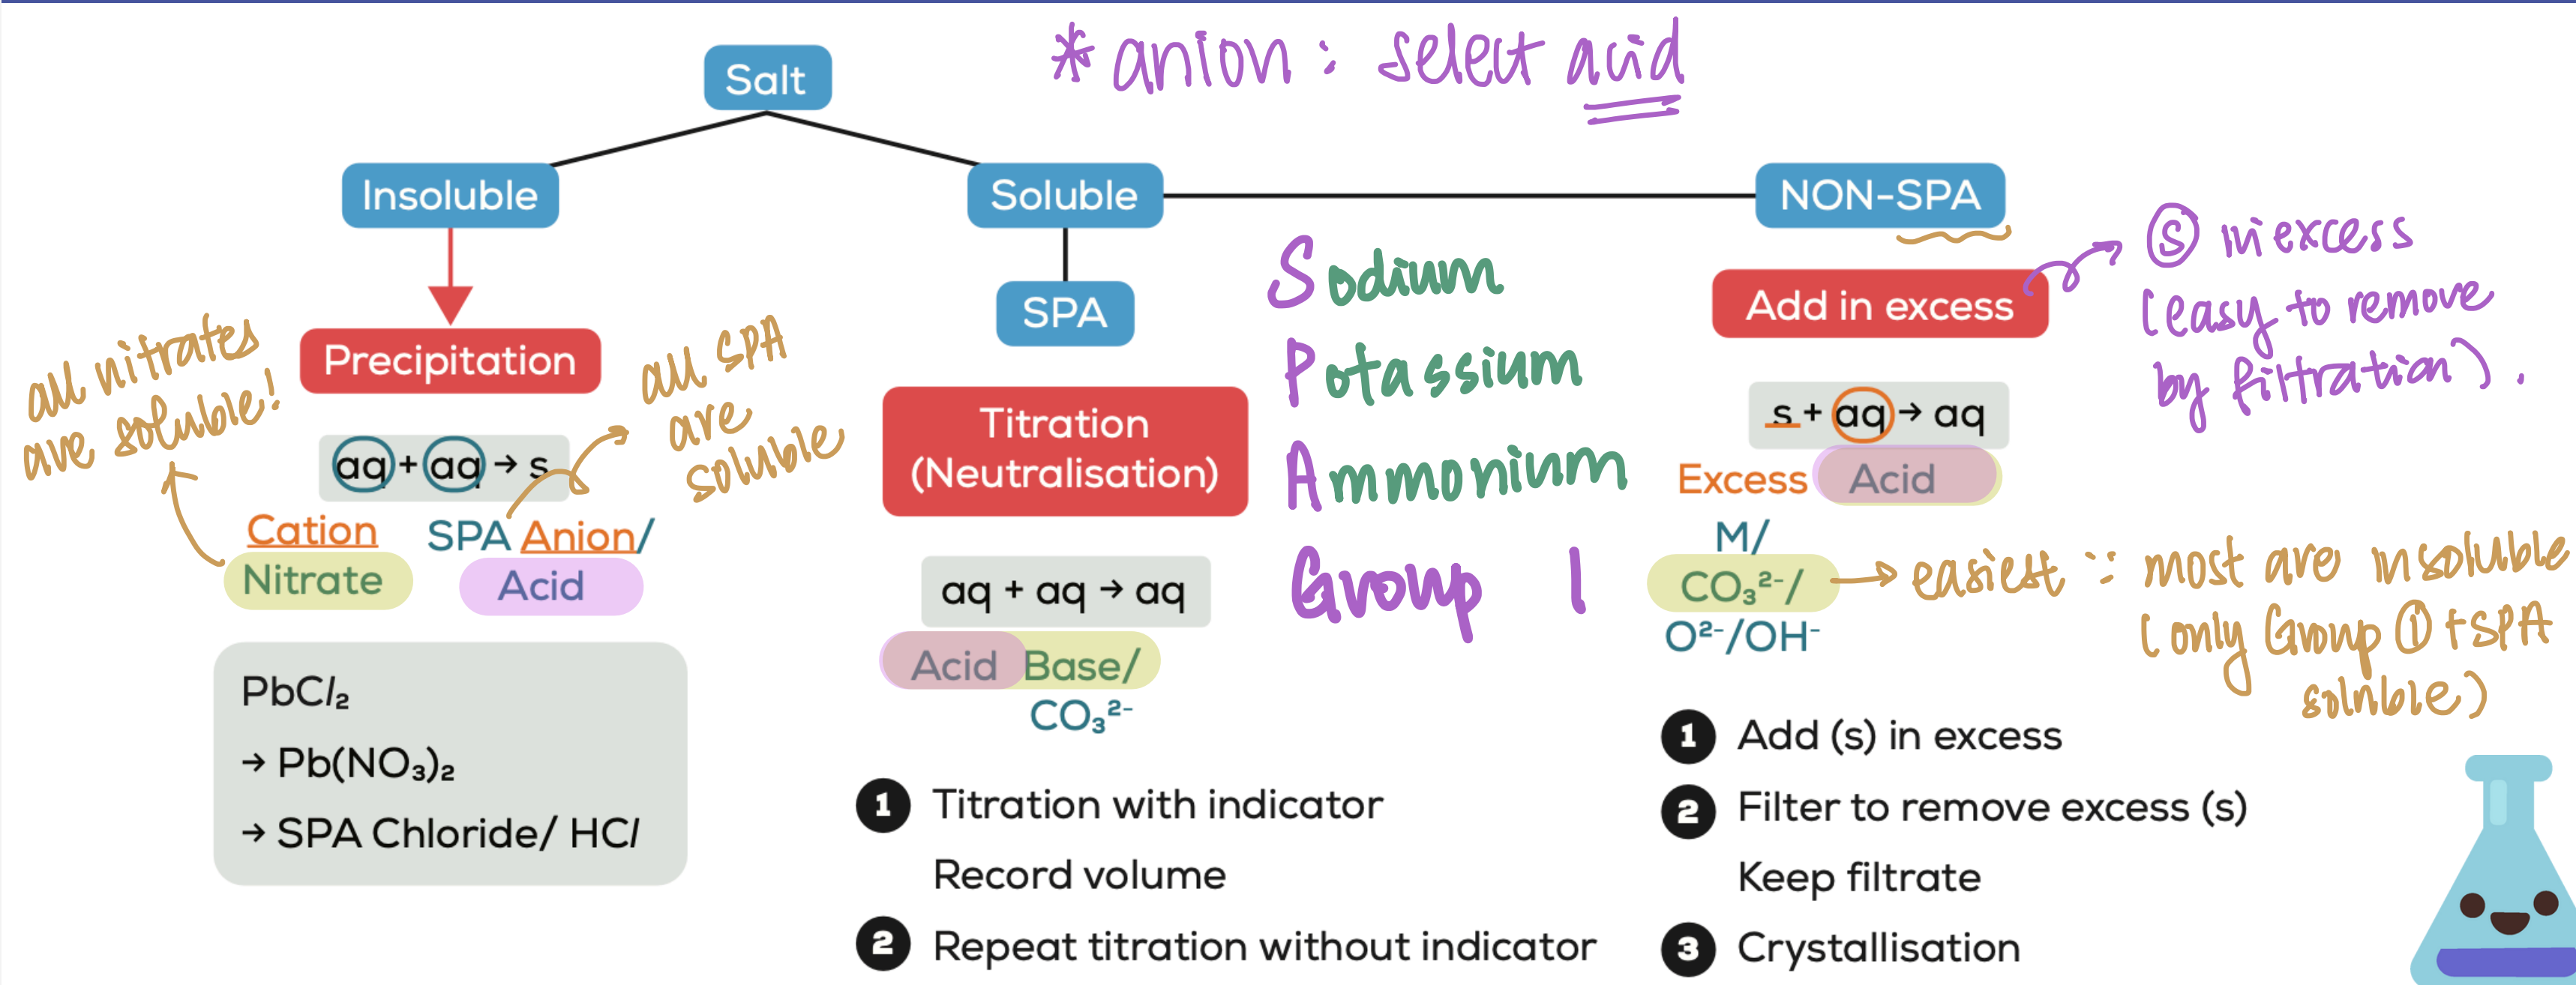 * anion : select acid
Salt
Insoluble
Soluble
NON-SPA
all nitrates
are soluble!
Precipitation
all SPA
are
soluble
aq + aq → s
Cation
Nitrate
SPA Anion/
Acid
PbCl₂
→ Pb(NO₃)₂
→ SPA Chloride/ HCl
SPA
Titration
(Neutralisation)
aq + aq → aq
Acid Base/
CO₃²⁻
1 Titration with indicator
Record volume
2 Repeat titration without indicator
Sodium
Potassium
Ammonium
Group 1
Add in excess
Ⓢ in excess
(easy to remove
by filtration).
s + aq → aq
Excess Acid
M/
CO₃²⁻/
O²⁻/OH⁻
→ easiest ∵ most are insoluble
(only Group ① + SPA
soluble)
1 Add (s) in excess
2 Filter to remove excess (s)
Keep filtrate
3 Crystallisation